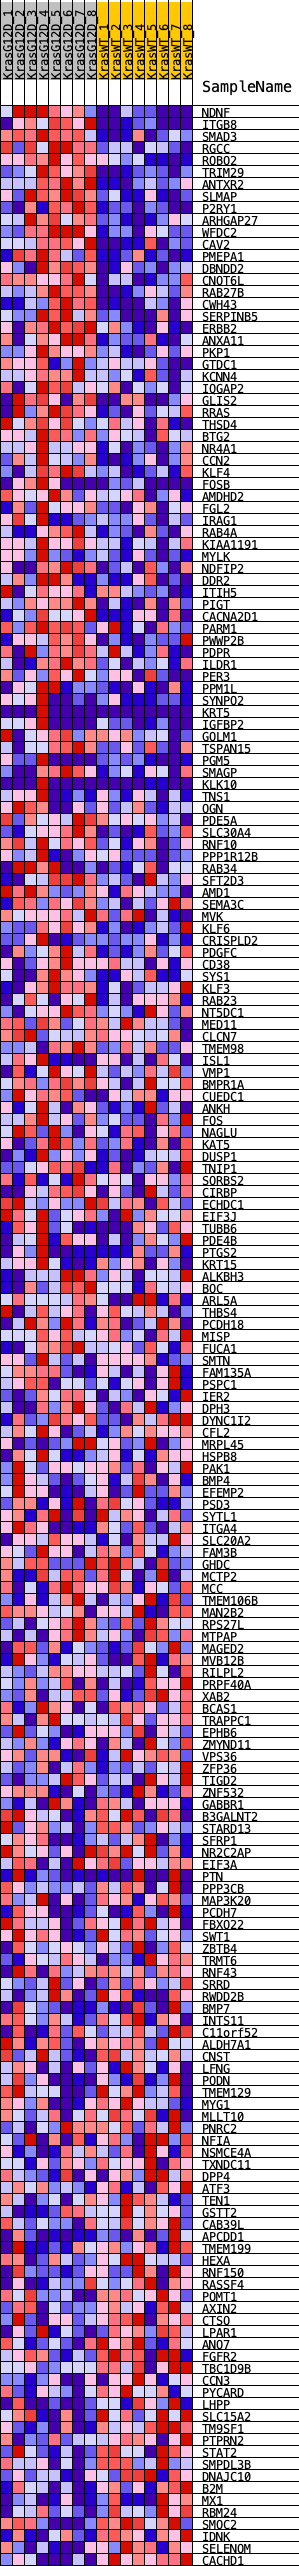 KrasG12D_1
KrasG12D_2
KrasG12D_3
KrasG12D_4
KrasG12D_5
KrasG12D_6
KrasG12D_7
KrasG12D_8
KrasWT_1
KrasWT_2
KrasWT_3
KrasWT_4
KrasWT_5
KrasWT_6
KrasWT_7
KrasWT_8
SampleName
NDNF
ITGB8
SMAD3
RGCC
ROBO2
TRIM29
ANTXR2
SLMAP
P2RY1
ARHGAP27
WFDC2
CAV2
PMEPA1
DBNDD2
CNOT6L
RAB27B
CWH43
SERPINB5
ERBB2
ANXA11
PKP1
GTDC1
KCNN4
IQGAP2
GLIS2
RRAS
THSD4
BTG2
NR4A1
CCN2
KLF4
FOSB
AMDHD2
FGL2
IRAG1
RAB4A
KIAA1191
MYLK
NDFIP2
DDR2
ITIH5
PIGT
CACNA2D1
PARM1
PWWP2B
PDPR
ILDR1
PER3
PPM1L
SYNPO2
KRT5
IGFBP2
GOLM1
TSPAN15
PGM5
SMAGP
KLK10
TNS1
OGN
PDE5A
SLC30A4
RNF10
PPP1R12B
RAB34
SFT2D3
AMD1
SEMA3C
MVK
KLF6
CRISPLD2
PDGFC
CD38
SYS1
KLF3
RAB23
NT5DC1
MED11
CLCN7
TMEM98
ISL1
VMP1
BMPR1A
CUEDC1
ANKH
FOS
NAGLU
KAT5
DUSP1
TNIP1
SORBS2
CIRBP
ECHDC1
EIF3J
TUBB6
PDE4B
PTGS2
KRT15
ALKBH3
BOC
ARL5A
THBS4
PCDH18
MISP
FUCA1
SMTN
FAM135A
PSPC1
IER2
DPH3
DYNC1I2
CFL2
MRPL45
HSPB8
PAK1
BMP4
EFEMP2
PSD3
SYTL1
ITGA4
SLC20A2
FAM3B
GHDC
MCTP2
MCC
TMEM106B
MAN2B2
RPS27L
MTPAP
MAGED2
MVB12B
RILPL2
PRPF40A
XAB2
BCAS1
TRAPPC1
EPHB6
ZMYND11
VPS36
ZFP36
TIGD2
ZNF532
GABBR1
B3GALNT2
STARD13
SFRP1
NR2C2AP
EIF3A
PTN
PPP3CB
MAP3K20
PCDH7
FBXO22
SWT1
ZBTB4
TRMT6
RNF43
SRRD
RWDD2B
BMP7
INTS11
C11orf52
ALDH7A1
CNST
LFNG
PODN
TMEM129
MYG1
MLLT10
PNRC2
NFIA
NSMCE4A
TXNDC11
DPP4
ATF3
TEN1
GSTT2
CAB39L
APCDD1
TMEM199
HEXA
RNF150
RASSF4
POMT1
AXIN2
CTSO
LPAR1
ANO7
FGFR2
TBC1D9B
CCN3
PYCARD
LHPP
SLC15A2
TM9SF1
PTPRN2
STAT2
SMPDL3B
DNAJC10
B2M
MX1
RBM24
SMOC2
IDNK
SELENOM
CACHD1